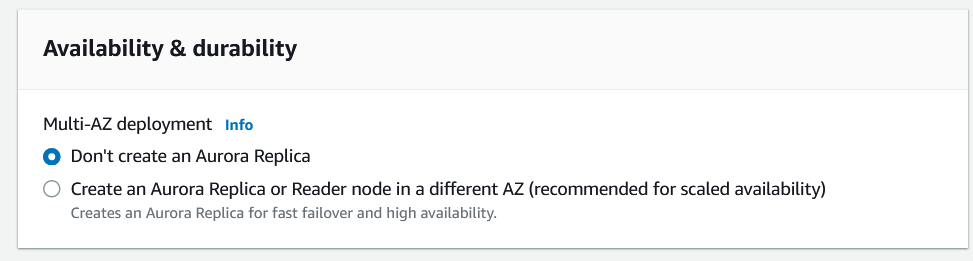 Availability & durability
Multi-AZ deployment Info
Don't create an Aurora Replica
Create an Aurora Replica or Reader node in a different AZ (recommended for scaled availability)
Creates an Aurora Replica for fast failover and high availability.